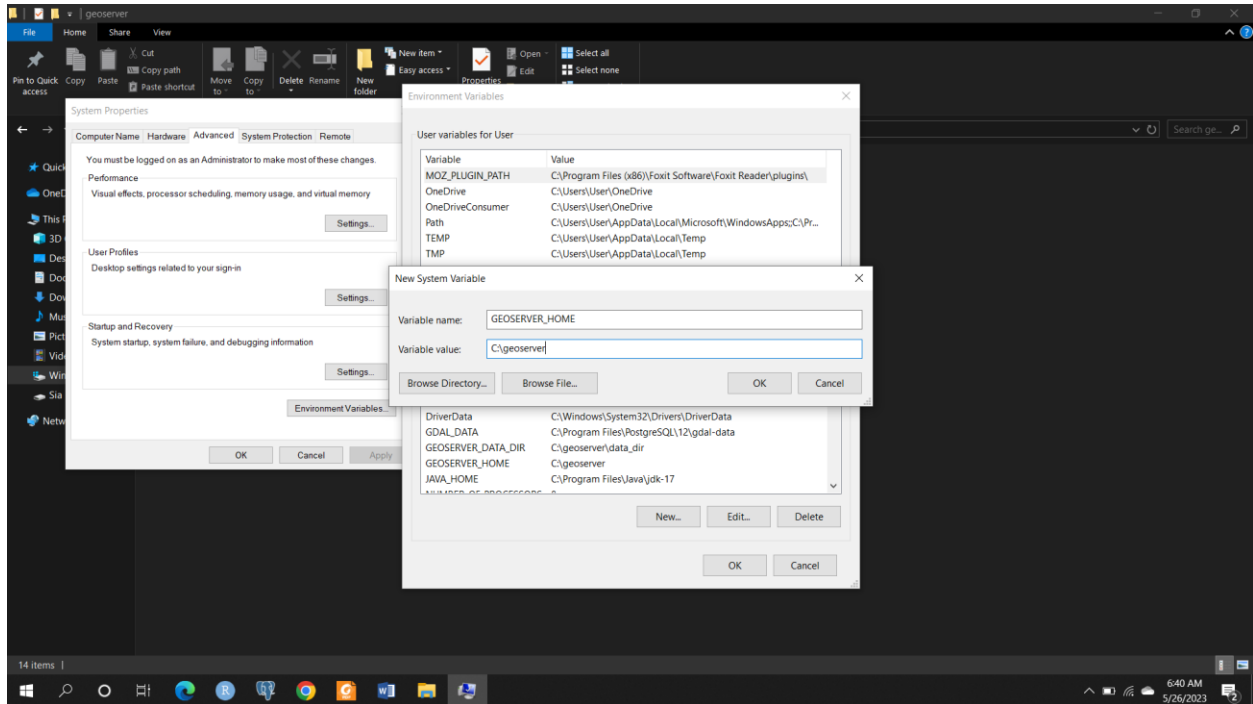 geoserver
File Home Share View
Pin to Quick access
Copy
Paste
Cut
Copy path
Paste shortcut
Move to
Copy to
Delete
Rename
New folder
New item
Easy access
Properties
Open
Edit
Select all
Select none
Search ge...
Quick
This
3D
System Properties
Computer Name Hardware Advanced System Protection Remote
You must be logged on as an Administrator to make most of these changes.
Performance
Visual effects, processor scheduling, memory usage, and virtual memory
Settings...
User Profiles
Desktop settings related to your sign-in
Settings...
Startup and Recovery
System startup, system failure, and debugging information
Settings...
Environment Variables...
OK Cancel Apply
Environment Variables
User variables for User
Variable Value
MOZ_PLUGIN_PATH C:\Program Files (x86)\Foxit Software\Foxit Reader\plugins\
OneDrive C:\Users\User\OneDrive
OneDriveConsumer C:\Users\User\OneDrive
Path C:\Users\User\AppData\Local\Microsoft\WindowsApps;;C:\Pr...
TEMP C:\Users\User\AppData\Local\Temp
TMP C:\Users\User\AppData\Local\Temp
New System Variable
Variable name: GEOSERVER_HOME
Variable value: C:\geoserver
Browse Directory... Browse File... OK Cancel
DriverData C:\Windows\System32\Drivers\DriverData
GDAL_DATA C:\Program Files\PostgreSQL\12\gdal-data
GEOSERVER_DATA_DIR C:\geoserver\data_dir
GEOSERVER_HOME C:\geoserver
JAVA_HOME C:\Program Files\Java\jdk-17
New... Edit... Delete
OK Cancel
14 items
6:40 AM
5/26/2023